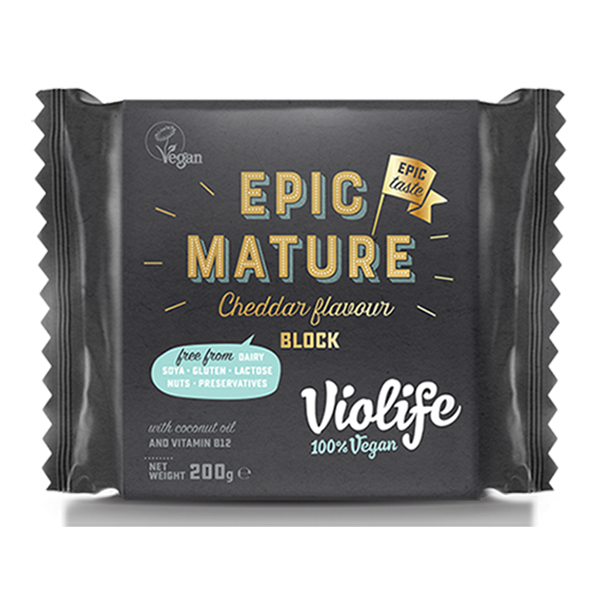 Vegan
EPIC
taste
EPIC
MATURE
Cheddar flavour
BLOCK
free from DAIRY
SOYA · GLUTEN · LACTOSE
NUTS · PRESERVATIVES
with coconut oil
AND VITAMIN B12
NET
WEIGHT 200g ℮
Violife
100% Vegan